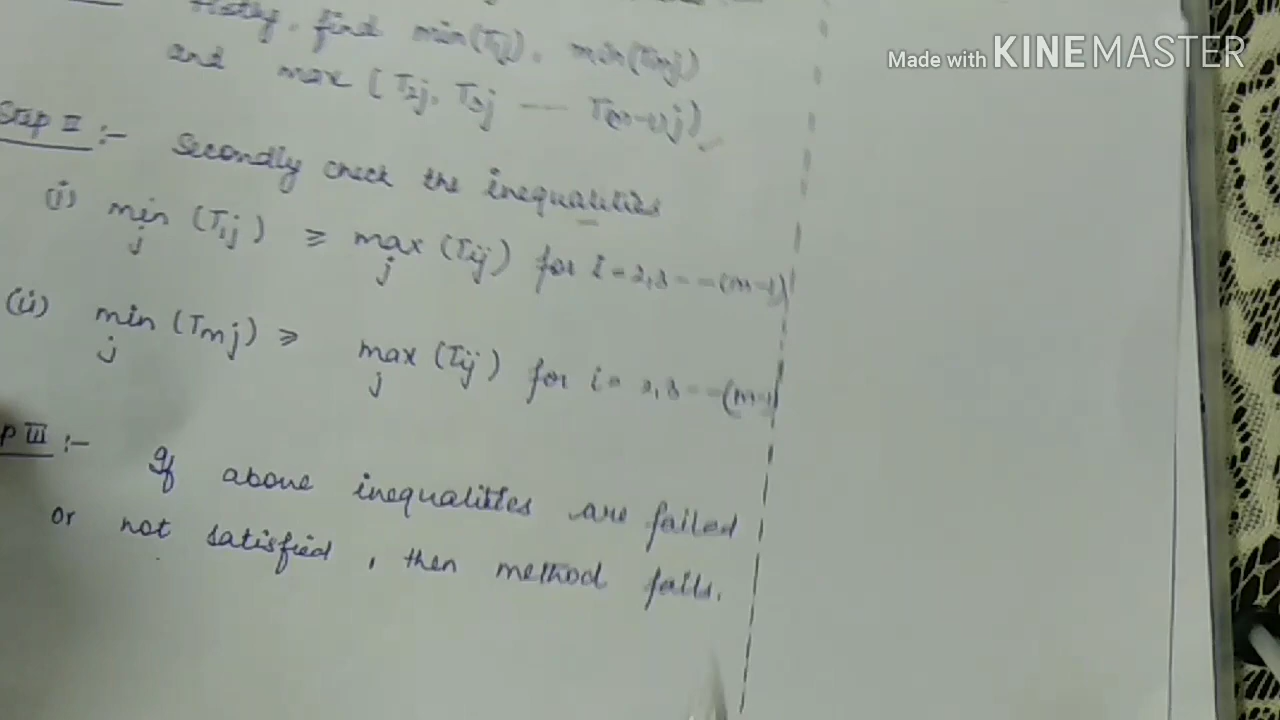 Made with KINEMASTER
Firstly, find min(T1j), min(Tmj)
and max (T2j, T3j --- T(m-1)j)
Step II :-
Secondly check the inequalities
(i) min j (T1j) ≥ max j (Tij) for i = 2,3 --- (m-1)
(ii) min j (Tmj) ≥ max j (Tij) for i = 2,3 --- (m-1)
p III :-
If above inequalities are failed
or not satisfied, then method fails.